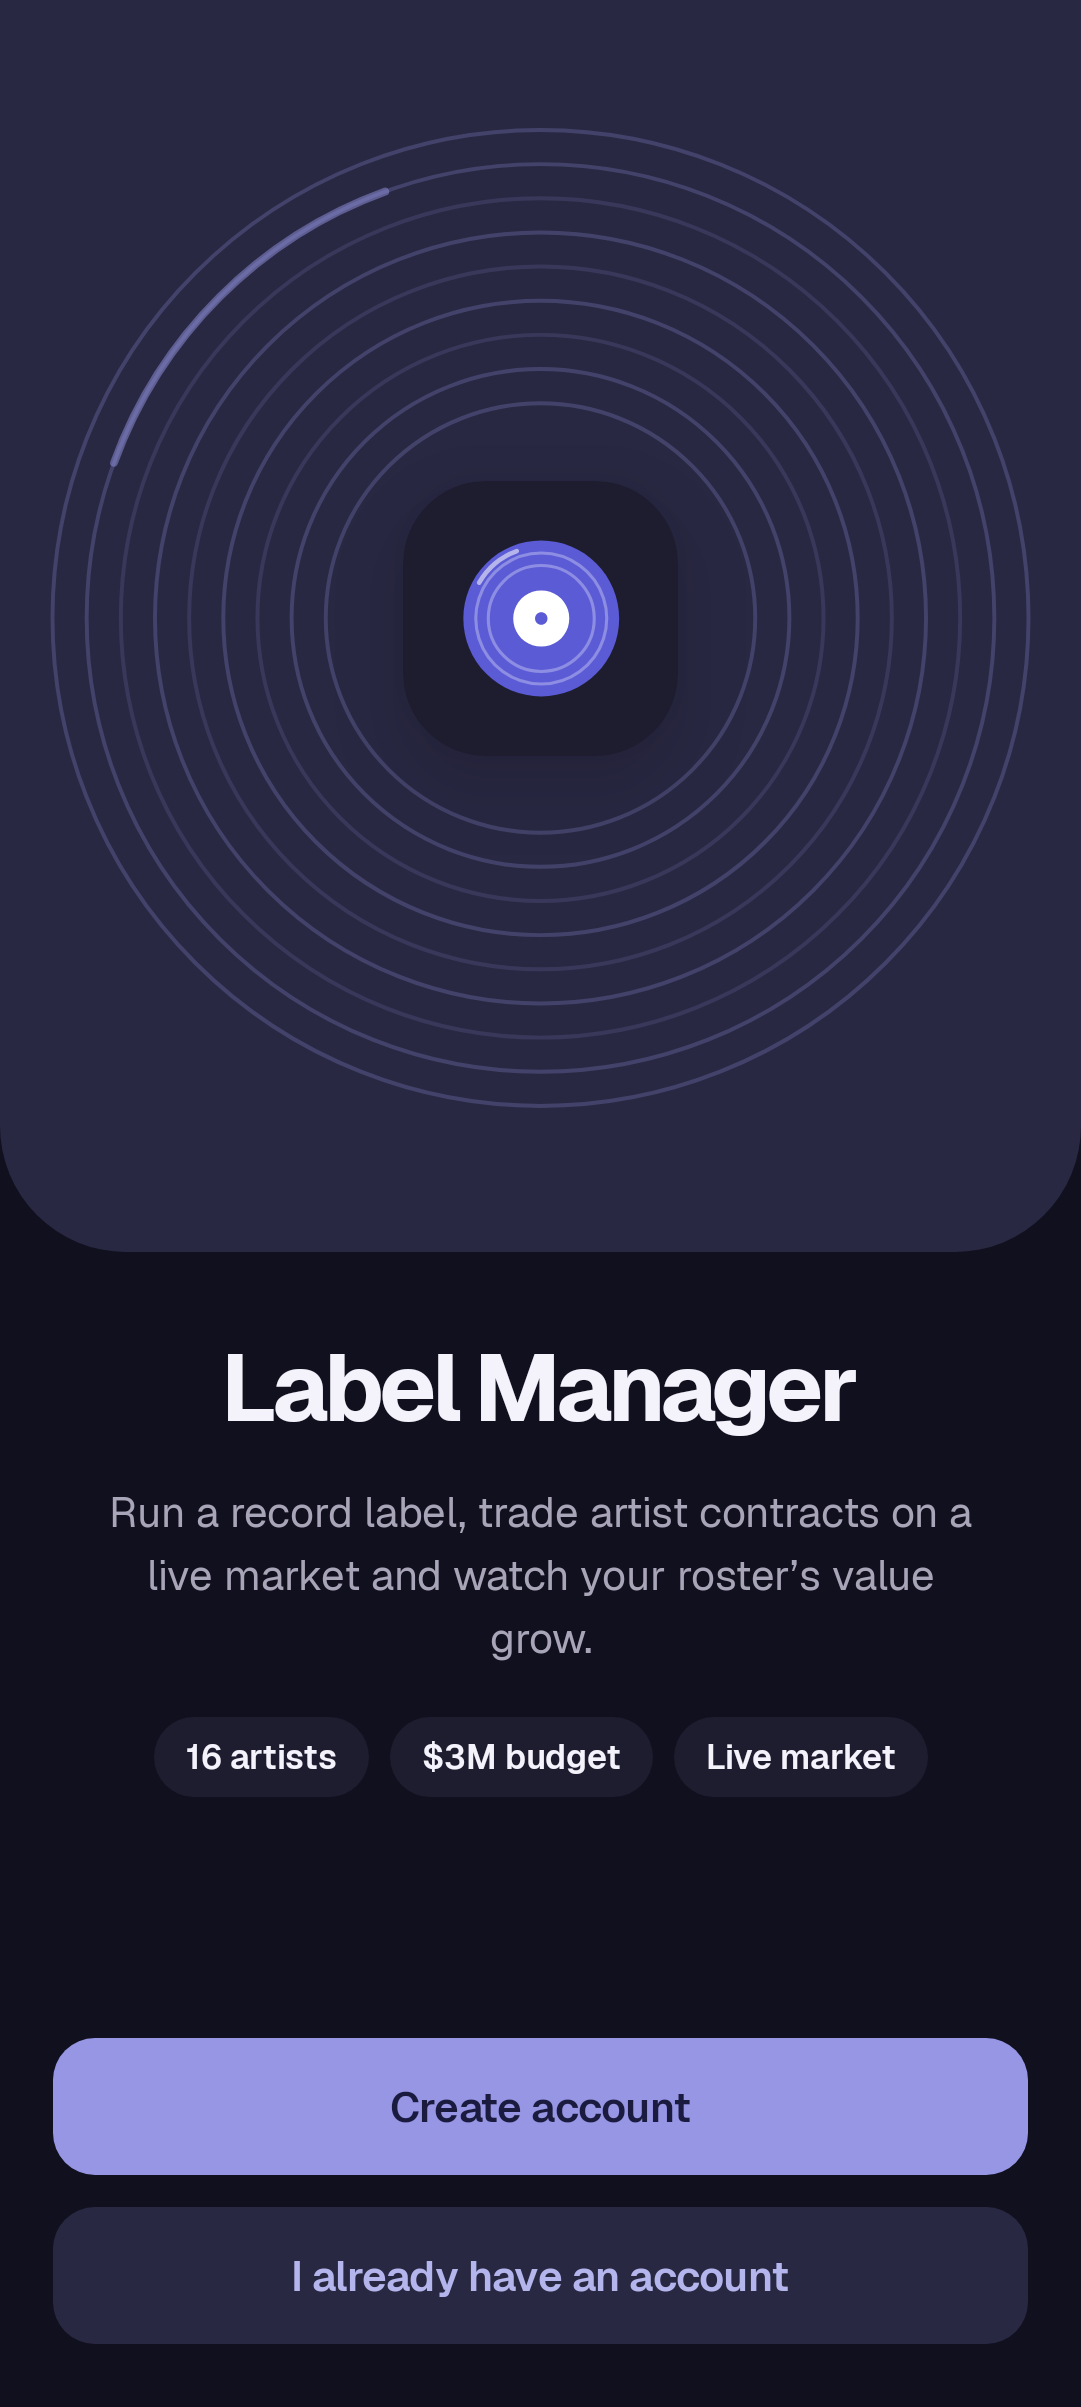 Label Manager
Run a record label, trade artist contracts on a
live market and watch your roster’s value
grow.
16 artists
$3M budget
Live market
Create account
I already have an account